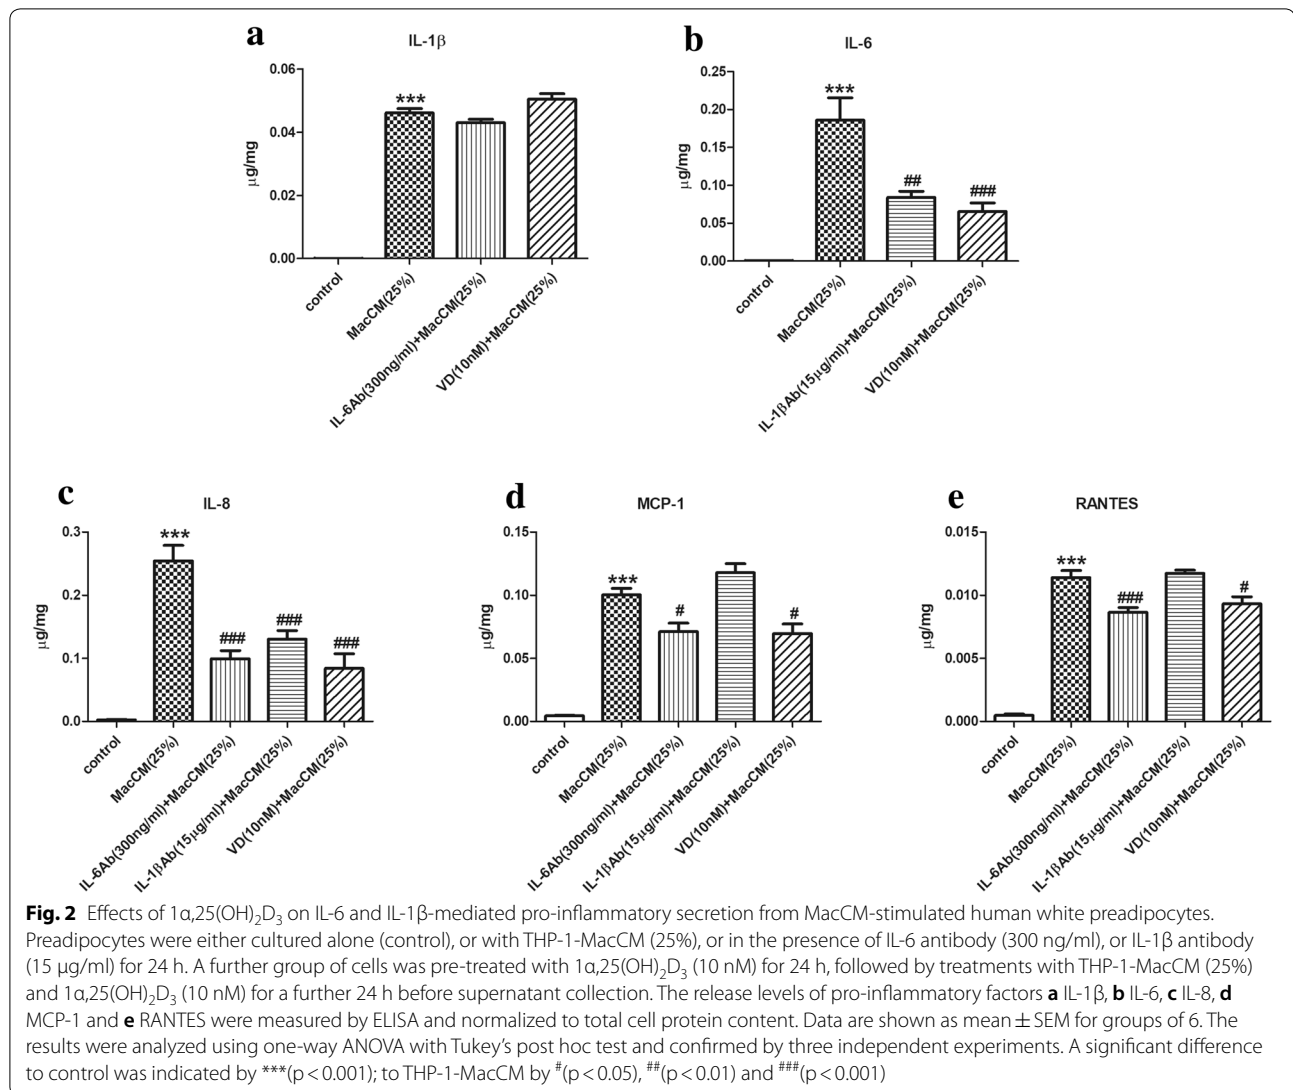 a
IL-1β
μg/mg
0.06
0.04
0.02
0.00
***
control
MacCM(25%)
IL-6Ab(300ng/ml)+MacCM(25%)
VD(10nM)+MacCM(25%)
b
IL-6
μg/mg
0.25
0.20
0.15
0.10
0.05
0.00
***
##
###
control
MacCM(25%)
IL-1βAb(15μg/ml)+MacCM(25%)
VD(10nM)+MacCM(25%)
c
IL-8
μg/mg
0.3
0.2
0.1
0.0
***
###
###
###
control
MacCM(25%)
IL-6Ab(300ng/ml)+MacCM(25%)
IL-1βAb(15μg/ml)+MacCM(25%)
VD(10nM)+MacCM(25%)
d
MCP-1
μg/mg
0.15
0.10
0.05
0.00
***
#
#
control
MacCM(25%)
IL-6Ab(300ng/ml)+MacCM(25%)
IL-1βAb(15μg/ml)+MacCM(25%)
VD(10nM)+MacCM(25%)
e
RANTES
μg/mg
0.015
0.010
0.005
0.000
***
###
#
control
MacCM(25%)
IL-6Ab(300ng/ml)+MacCM(25%)
IL-1βAb(15μg/ml)+MacCM(25%)
VD(10nM)+MacCM(25%)
Fig. 2 Effects of 1α,25(OH)₂D₃ on IL-6 and IL-1β-mediated pro-inflammatory secretion from MacCM-stimulated human white preadipocytes.
Preadipocytes were either cultured alone (control), or with THP-1-MacCM (25%), or in the presence of IL-6 antibody (300 ng/ml), or IL-1β antibody
(15 μg/ml) for 24 h. A further group of cells was pre-treated with 1α,25(OH)₂D₃ (10 nM) for 24 h, followed by treatments with THP-1-MacCM (25%)
and 1α,25(OH)₂D₃ (10 nM) for a further 24 h before supernatant collection. The release levels of pro-inflammatory factors a IL-1β, b IL-6, c IL-8, d
MCP-1 and e RANTES were measured by ELISA and normalized to total cell protein content. Data are shown as mean ± SEM for groups of 6. The
results were analyzed using one-way ANOVA with Tukey's post hoc test and confirmed by three independent experiments. A significant difference
to control was indicated by ***(p < 0.001); to THP-1-MacCM by #(p < 0.05), ##(p < 0.01) and ###(p < 0.001)